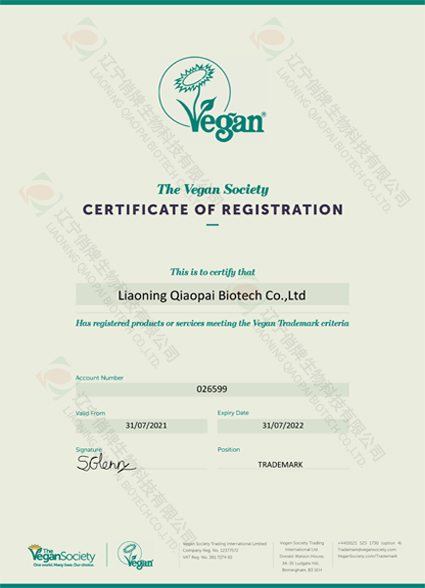 Vegan®
The Vegan Society
CERTIFICATE OF REGISTRATION
This is to certify that
Liaoning Qiaopai Biotech Co.,Ltd
Has registered products or services meeting the Vegan Trademark criteria
Account Number
026599
Valid From
Expiry Date
31/07/2021
31/07/2022
Signature
Position
SGlenn
TRADEMARK
The
VeganSociety
One world. Many lives. Our choice.
Vegan
Vegan Society Trading International Limited
Company Reg. No.
VAT Reg. No.
Vegan Society Trading
International Ltd
Donald Watson House,
34-35 Ludgate Hill,
Birmingham, B3 1EH
+44(0)121 523 1730 (option 4)
Trademark@vegansociety.com
VeganSociety.com/Trademark
辽宁俏牌生物科技有限公司
LIAONING QIAOPAI BIOTECH CO.,LTD.